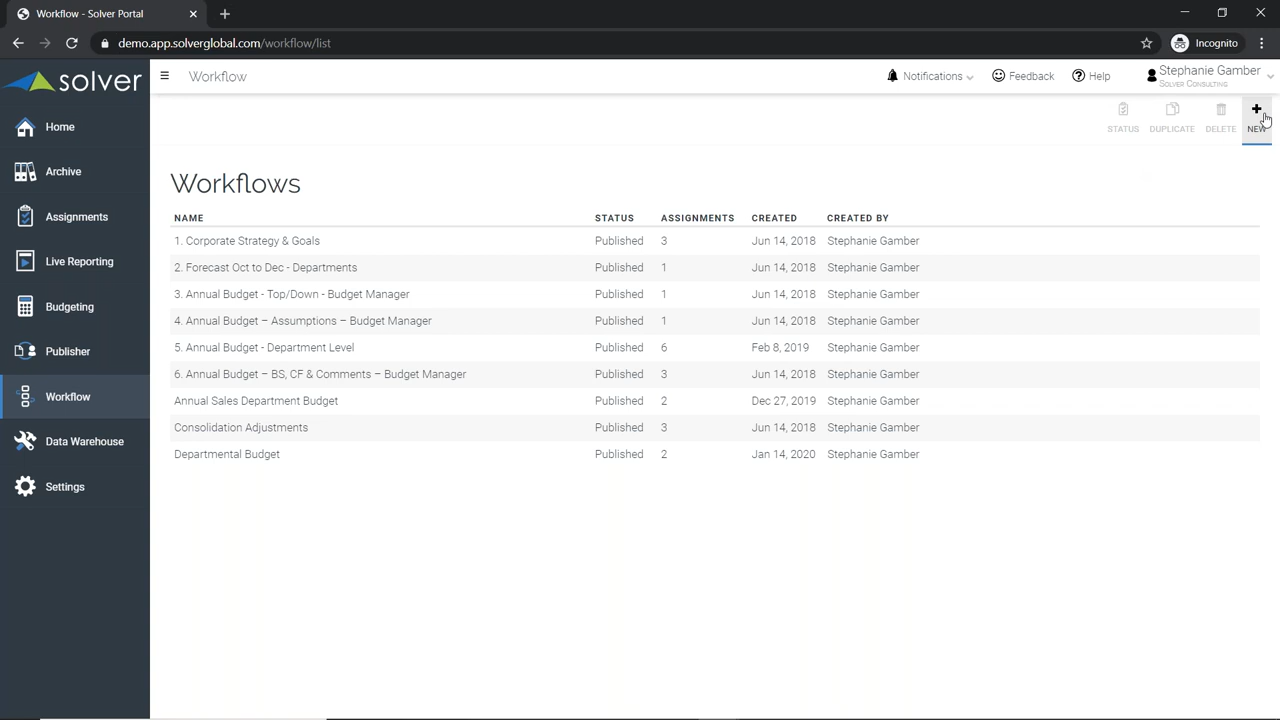 Workflow - Solver Portal
demo.app.solverglobal.com/workflow/list
Incognito
solver
Workflow
Notifications
Feedback
Help
Stephanie Gamber
SOLVER CONSULTING
Home
Archive
Assignments
Live Reporting
Budgeting
Publisher
Workflow
Data Warehouse
Settings
STATUS
DUPLICATE
DELETE
NEW
Workflows
NAME STATUS ASSIGNMENTS CREATED CREATED BY
1. Corporate Strategy & Goals Published 3 Jun 14, 2018 Stephanie Gamber
2. Forecast Oct to Dec - Departments Published 1 Jun 14, 2018 Stephanie Gamber
3. Annual Budget - Top/Down - Budget Manager Published 1 Jun 14, 2018 Stephanie Gamber
4. Annual Budget – Assumptions – Budget Manager Published 1 Jun 14, 2018 Stephanie Gamber
5. Annual Budget - Department Level Published 6 Feb 8, 2019 Stephanie Gamber
6. Annual Budget – BS, CF & Comments – Budget Manager Published 3 Jun 14, 2018 Stephanie Gamber
Annual Sales Department Budget Published 2 Dec 27, 2019 Stephanie Gamber
Consolidation Adjustments Published 3 Jun 14, 2018 Stephanie Gamber
Departmental Budget Published 2 Jan 14, 2020 Stephanie Gamber